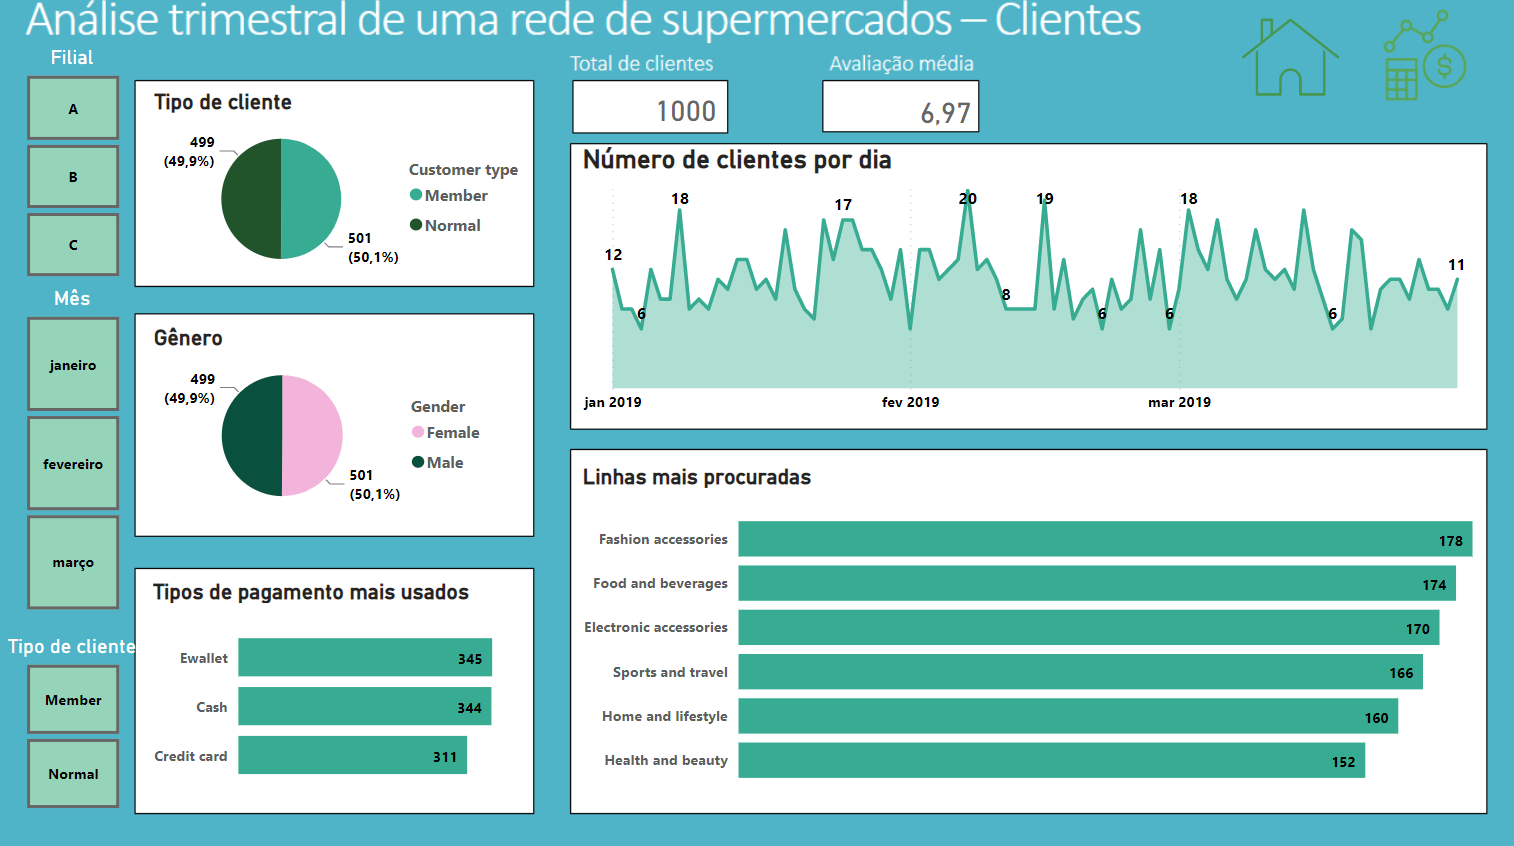 Análise trimestral de uma rede de supermercados – Clientes
Filial
A
B
C
Mês
janeiro
fevereiro
março
Tipo de cliente
Member
Normal
Tipo de cliente
499
(49,9%)
501
(50,1%)
Customer type
Member
Normal
Gênero
499
(49,9%)
501
(50,1%)
Gender
Female
Male
Tipos de pagamento mais usados
Ewallet 345
Cash 344
Credit card 311
Total de clientes
1000
Avaliação média
6,97
$
Número de clientes por dia
12
6
18
17
20
8
19
6
6
18
6
11
jan 2019
fev 2019
mar 2019
Linhas mais procuradas
Fashion accessories 178
Food and beverages 174
Electronic accessories 170
Sports and travel 166
Home and lifestyle 160
Health and beauty 152